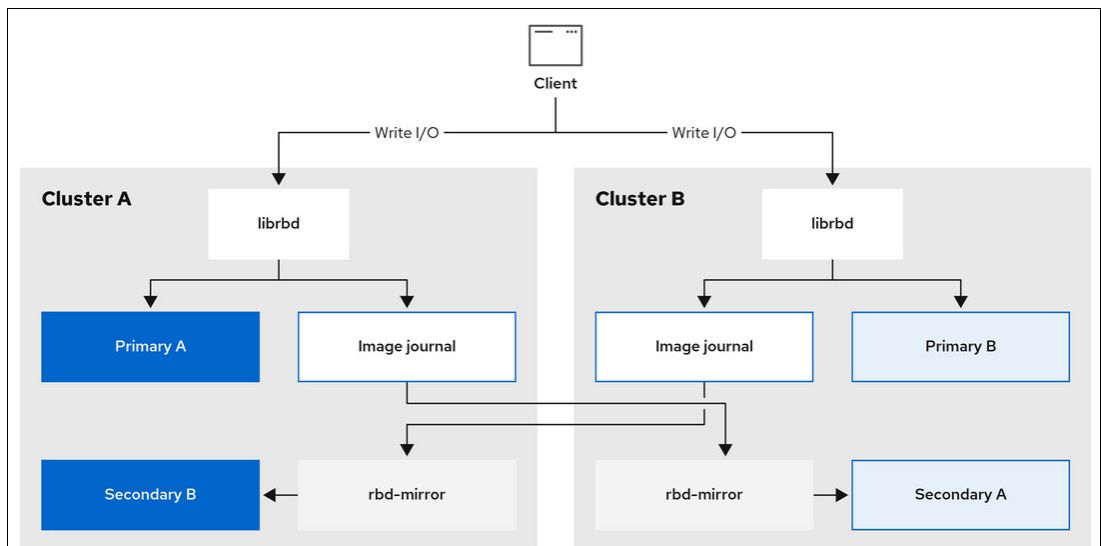 Client
Write I/O
Write I/O
Cluster A
librbd
Primary A
Image journal
Secondary B
rbd-mirror
Cluster B
librbd
Image journal
Primary B
rbd-mirror
Secondary A